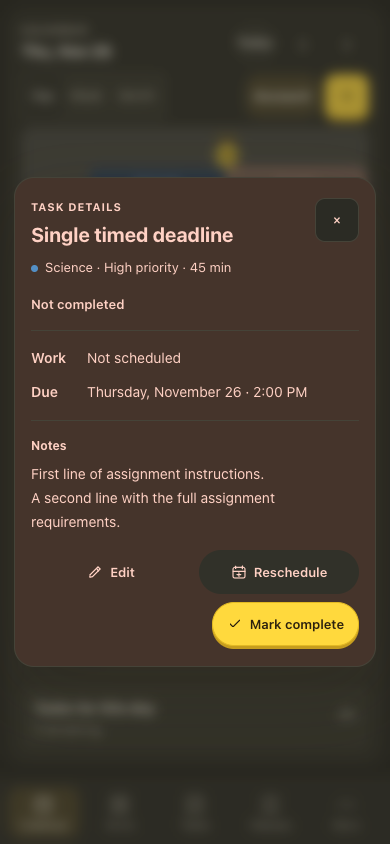 TASK DETAILS
Single timed deadline
×
Science · High priority · 45 min
Not completed
Work Not scheduled
Due Thursday, November 26 · 2:00 PM
Notes
First line of assignment instructions.
A second line with the full assignment
requirements.
Edit
Reschedule
Mark complete